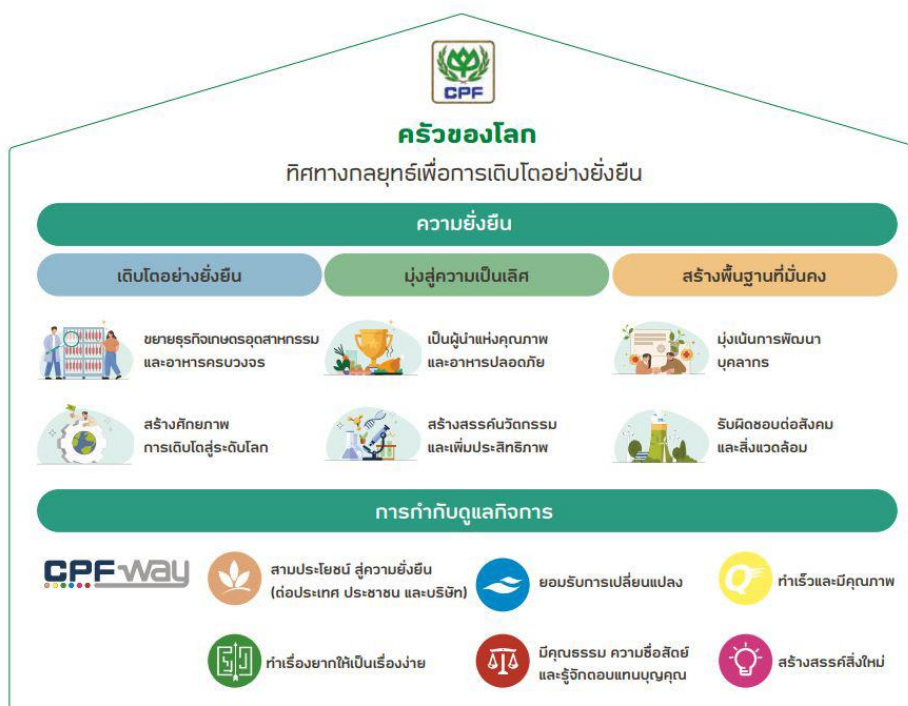 CPF
ครัวของโลก
ทิศทางกลยุทธ์เพื่อการเติบโตอย่างยั่งยืน
ความยั่งยืน
เติบโตอย่างยั่งยืน
มุ่งสู่ความเป็นเลิศ
สร้างพื้นฐานที่มั่นคง
ขยายธุรกิจเกษตรอุตสาหกรรม
และอาหารครบวงจร
เป็นผู้นำแห่งคุณภาพ
และอาหารปลอดภัย
มุ่งเน้นการพัฒนา
บุคลากร
สร้างศักยภาพ
การเติบโตสู่ระดับโลก
สร้างสรรค์นวัตกรรม
และเพิ่มประสิทธิภาพ
รับผิดชอบต่อสังคม
และสิ่งแวดล้อม
การกำกับดูแลกิจการ
CPF way
สามประโยชน์ สู่ความยั่งยืน
(ต่อประเทศ ประชาชน และบริษัท)
ยอมรับการเปลี่ยนแปลง
ทำเร็วและมีคุณภาพ
ทำเรื่องยากให้เป็นเรื่องง่าย
มีคุณธรรม ความซื่อสัตย์
และรู้จักตอบแทนบุญคุณ
สร้างสรรค์สิ่งใหม่